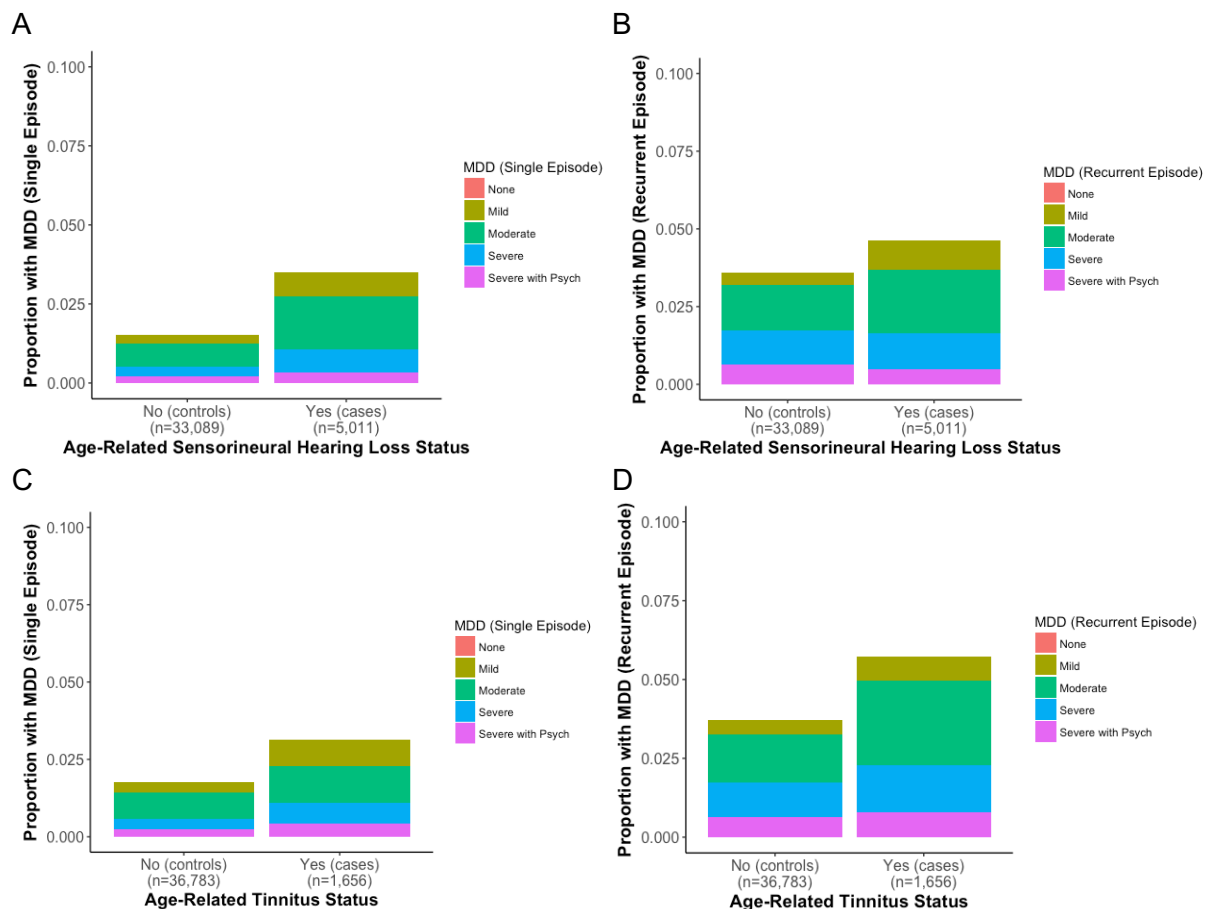 A
Proportion with MDD (Single Episode)
0.100
0.075
0.050
0.025
0.000
No (controls)
(n=33,089)
Yes (cases)
(n=5,011)
Age-Related Sensorineural Hearing Loss Status
MDD (Single Episode)
None
Mild
Moderate
Severe
Severe with Psych
B
Proportion with MDD (Recurrent Episode)
0.100
0.075
0.050
0.025
0.000
No (controls)
(n=33,089)
Yes (cases)
(n=5,011)
Age-Related Sensorineural Hearing Loss Status
MDD (Recurrent Episode)
None
Mild
Moderate
Severe
Severe with Psych
C
Proportion with MDD (Single Episode)
0.100
0.075
0.050
0.025
0.000
No (controls)
(n=36,783)
Yes (cases)
(n=1,656)
Age-Related Tinnitus Status
MDD (Single Episode)
None
Mild
Moderate
Severe
Severe with Psych
D
Proportion with MDD (Recurrent Episode)
0.100
0.075
0.050
0.025
0.000
No (controls)
(n=36,783)
Yes (cases)
(n=1,656)
Age-Related Tinnitus Status
MDD (Recurrent Episode)
None
Mild
Moderate
Severe
Severe with Psych